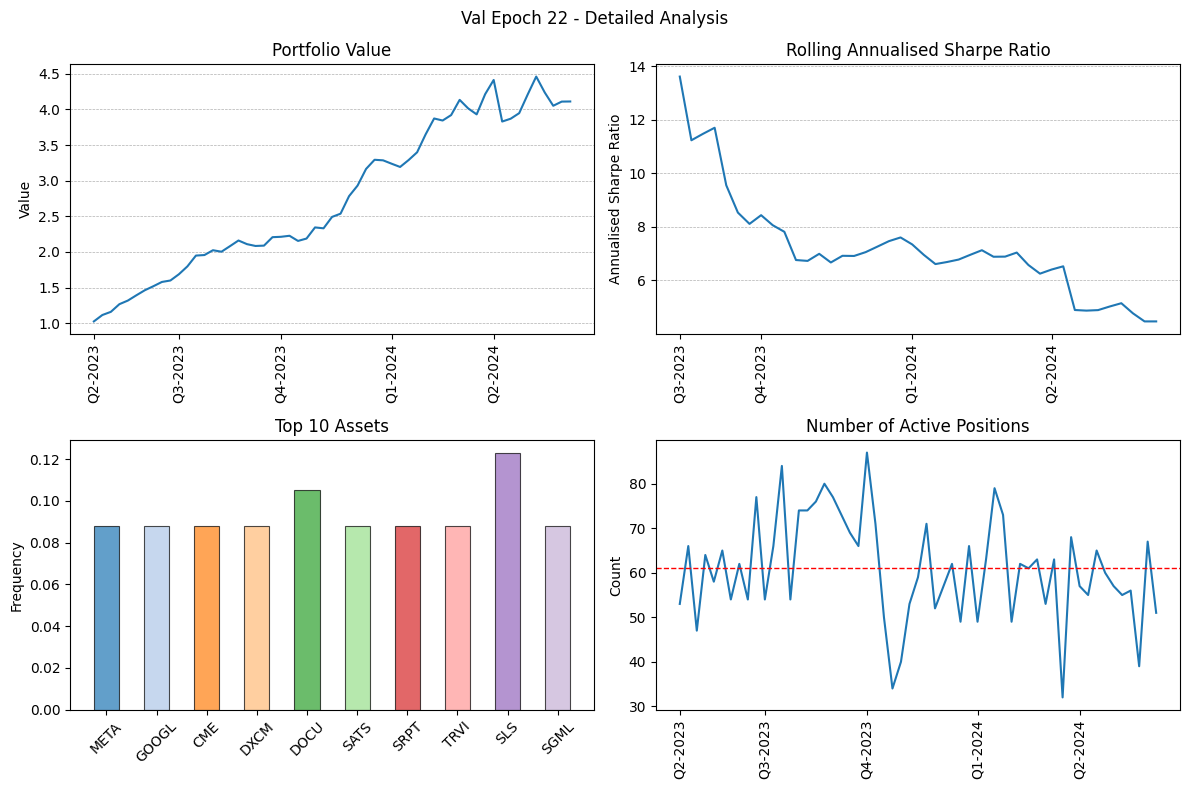 Val Epoch 22 - Detailed Analysis
Portfolio Value
Value
4.5
4.0
3.5
3.0
2.5
2.0
1.5
1.0
Q2-2023
Q3-2023
Q4-2023
Q1-2024
Q2-2024
Rolling Annualised Sharpe Ratio
Annualised Sharpe Ratio
14
12
10
8
6
Q3-2023
Q4-2023
Q1-2024
Q2-2024
Top 10 Assets
Frequency
0.12
0.10
0.08
0.06
0.04
0.02
0.00
META
GOOGL
CME
DXCM
DOCU
SATS
SRPT
TRVI
SLS
SGML
Number of Active Positions
Count
80
70
60
50
40
30
Q2-2023
Q3-2023
Q4-2023
Q1-2024
Q2-2024